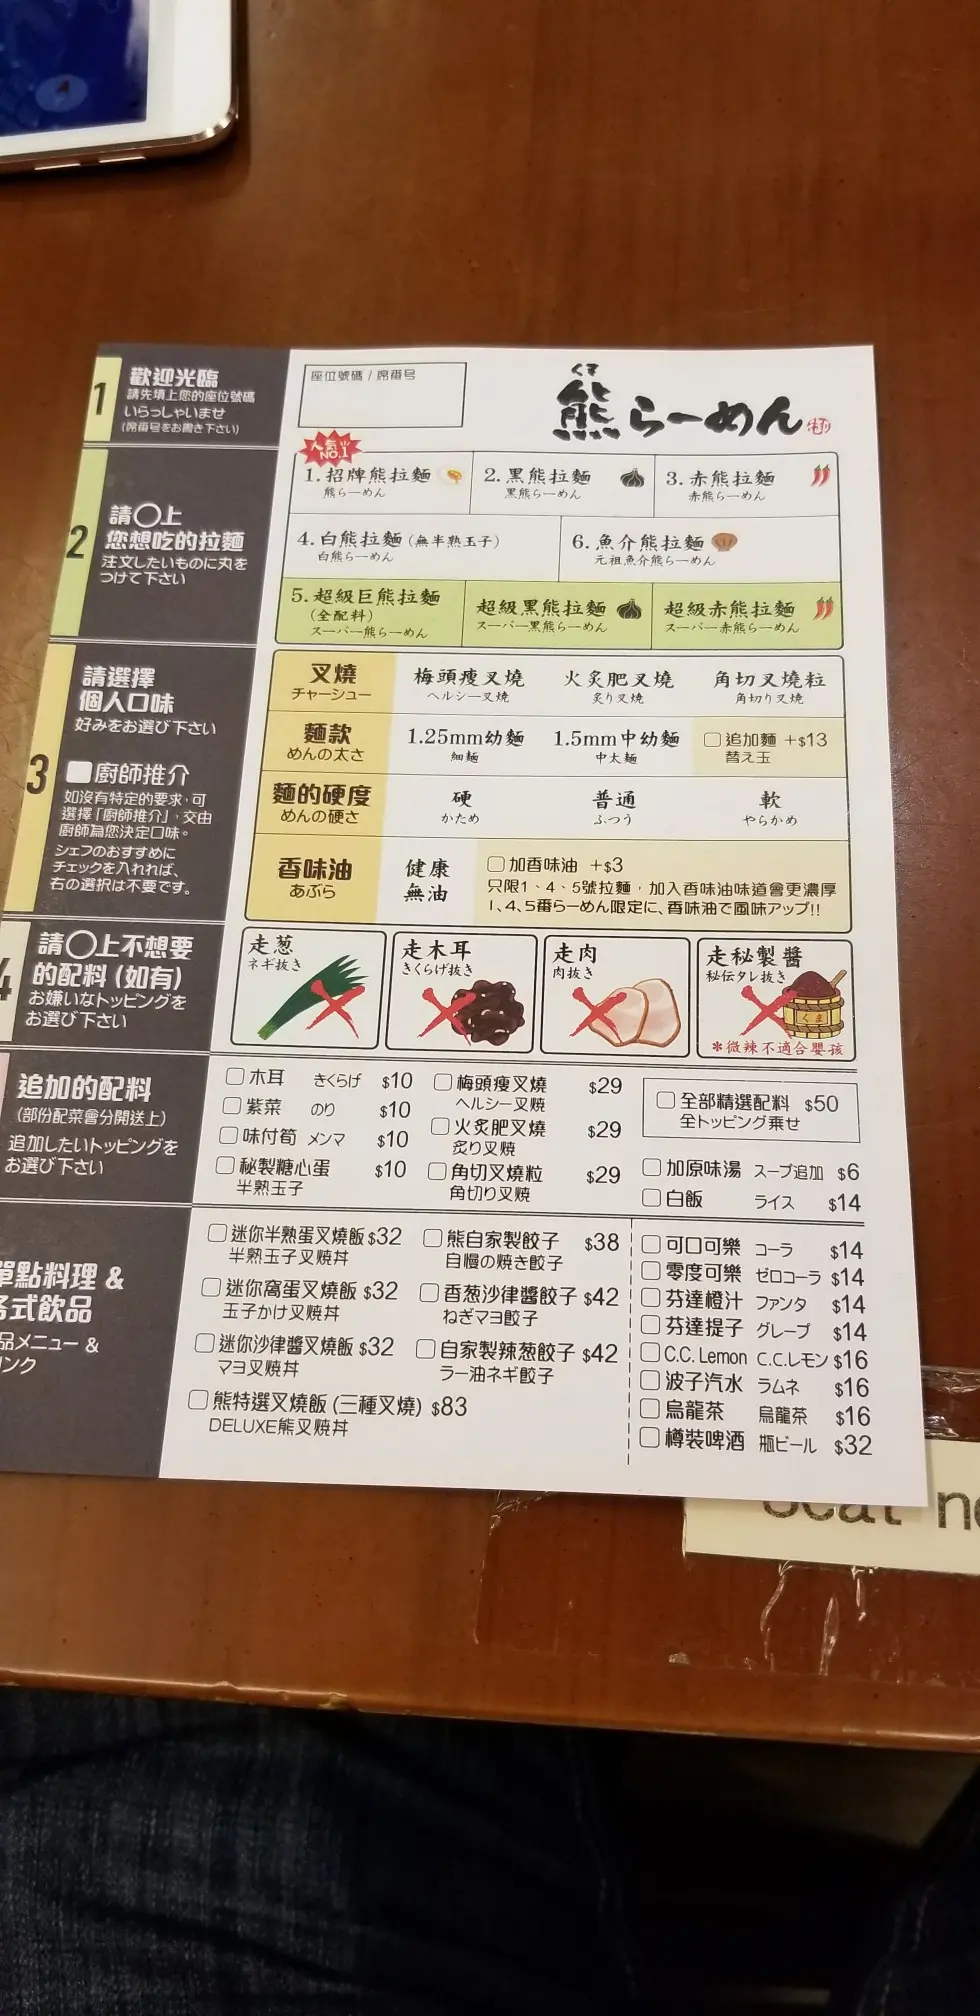 1
歡迎光臨
請先填上您的座位號碼
いらっしゃいませ
(席番号をお書き下さい)
座位號碼 / 席番号
くま
熊らーめん
2
請〇上
您想吃的拉麵
注文したいものに丸を
つけて下さい
人気
NO.1
1.招牌熊拉麵
熊らーめん
2.黑熊拉麵
黒熊らーめん
3.赤熊拉麵
赤熊らーめん
4.白熊拉麵 (無半熟玉子)
白熊らーめん
6.魚介熊拉麵
元祖魚介熊らーめん
5.超級巨熊拉麵
(全配料)
スーパー熊らーめん
超級黑熊拉麵
スーパー黒熊らーめん
超級赤熊拉麵
スーパー赤熊らーめん
3
請選擇
個人口味
好みをお選び下さい
廚師推介
如沒有特定的要求，可
選擇「廚師推介」，交由
廚師為您決定口味。
シェフのおすすめに
チェックを入れれば、
右の選択は不要です。
叉燒
チャーシュー
梅頭瘦叉燒
ヘルシー叉焼
火炙肥叉燒
炙り叉焼
角切叉燒粒
角切り叉焼
麵款
めんの太さ
1.25mm幼麵
細麺
1.5mm中幼麵
中太麺
追加麵 +$13
替え玉
麵的硬度
めんの硬さ
硬
かため
普通
ふつう
軟
やらかめ
香味油
あぶら
健康
無油
加香味油 +$3
只限1、4、5號拉麵，加入香味油味道會更濃厚
1、4、5番らーめん限定に、香味油で風味アップ!!
4
請〇上不想要
的配料 (如有)
お嫌いなトッピングを
お選び下さい
走葱
ネギ抜き
走木耳
きくらげ抜き
走肉
肉抜き
走秘製醬
秘伝タレ抜き
くま
*微辣不適合嬰孩
追加的配料
(部份配菜會分開送上)
追加したいトッピングを
お選び下さい
木耳 きくらげ $10
紫菜 のり $10
味付筍 メンマ $10
秘製糖心蛋 $10
半熟玉子
梅頭瘦叉燒 $29
ヘルシー叉焼
火炙肥叉燒 $29
炙り叉焼
角切叉燒粒 $29
角切り叉焼
全部精選配料 $50
全トッピング乗せ
加原味湯 スープ追加 $6
白飯 ライス $14
單點料理 &
各式飲品
品メニュー &
ンク
迷你半熟蛋叉燒飯 $32
半熟玉子叉焼丼
迷你窩蛋叉燒飯 $32
玉子かけ叉焼丼
迷你沙律醬叉燒飯 $32
マヨ叉焼丼
熊特選叉燒飯 (三種叉燒) $83
DELUXE熊叉焼丼
熊自家製餃子 $38
自慢の焼き餃子
香葱沙律醬餃子 $42
ねぎマヨ餃子
自家製辣葱餃子 $42
ラー油ネギ餃子
可口可樂 コーラ $14
零度可樂 ゼロコーラ $14
芬達橙汁 ファンタ $14
芬達提子 グレープ $14
C.C. Lemon C.C.レモン $16
波子汽水 ラムネ $16
烏龍茶 烏龍茶 $16
樽裝啤酒 瓶ビール $32